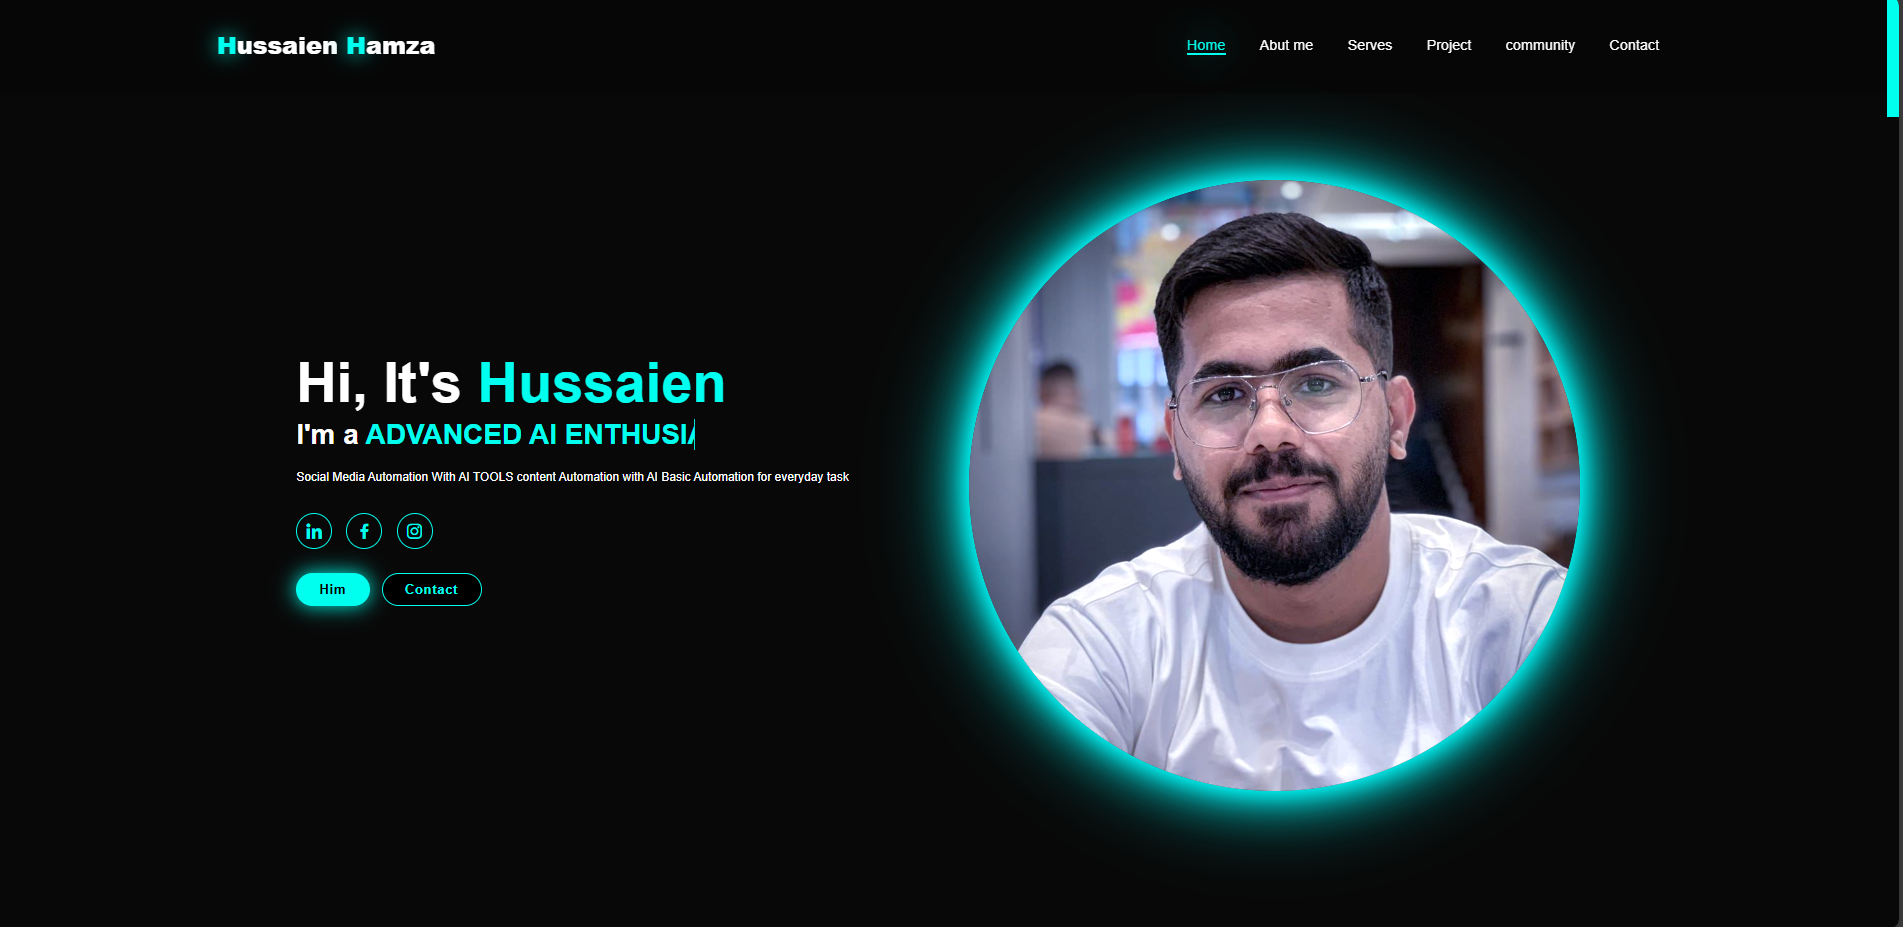 Hussaien Hamza
Home Abut me Serves Project community Contact
Hi, It's Hussaien
I'm a ADVANCED AI ENTHUSIA
Social Media Automation With AI TOOLS content Automation with AI Basic Automation for everyday task
Him Contact